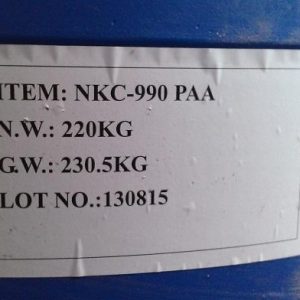 ITEM: NKC-990 PAA
N.W.: 220KG
G.W.: 230.5KG
LOT NO.:130815